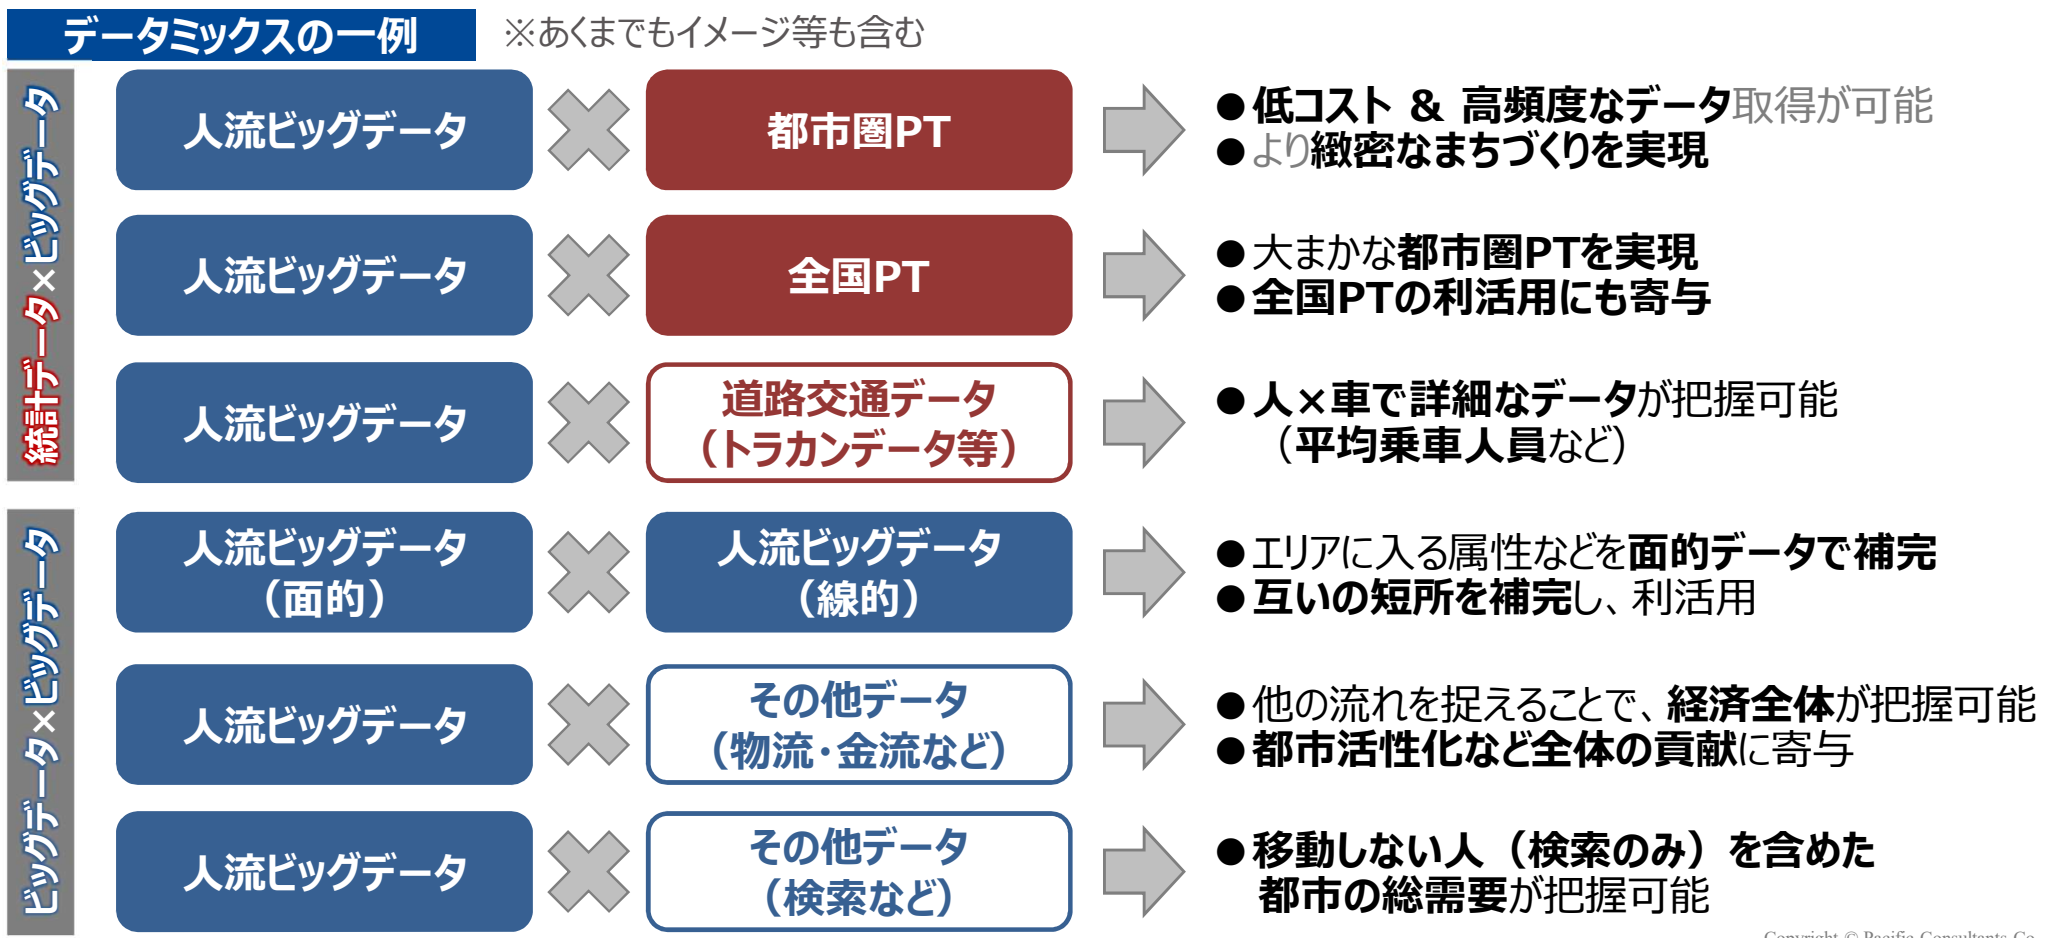 データミックスの一例
※あくまでもイメージ等も含む
統計データ×ビッグデータ
人流ビッグデータ
都市圏PT
●低コスト & 高頻度なデータ取得が可能
●より緻密なまちづくりを実現
人流ビッグデータ
全国PT
●大まかな都市圏PTを実現
●全国PTの利活用にも寄与
人流ビッグデータ
道路交通データ
（トラカンデータ等）
●人×車で詳細なデータが把握可能
（平均乗車人員など）
ビッグデータ×ビッグデータ
人流ビッグデータ
（面的）
人流ビッグデータ
（線的）
●エリアに入る属性などを面的データで補完
●互いの短所を補完し、利活用
人流ビッグデータ
その他データ
（物流・金流など）
●他の流れを捉えることで、経済全体が把握可能
●都市活性化など全体の貢献に寄与
人流ビッグデータ
その他データ
（検索など）
●移動しない人（検索のみ）を含めた
都市の総需要が把握可能
Copyright © Pacific Consultants Co